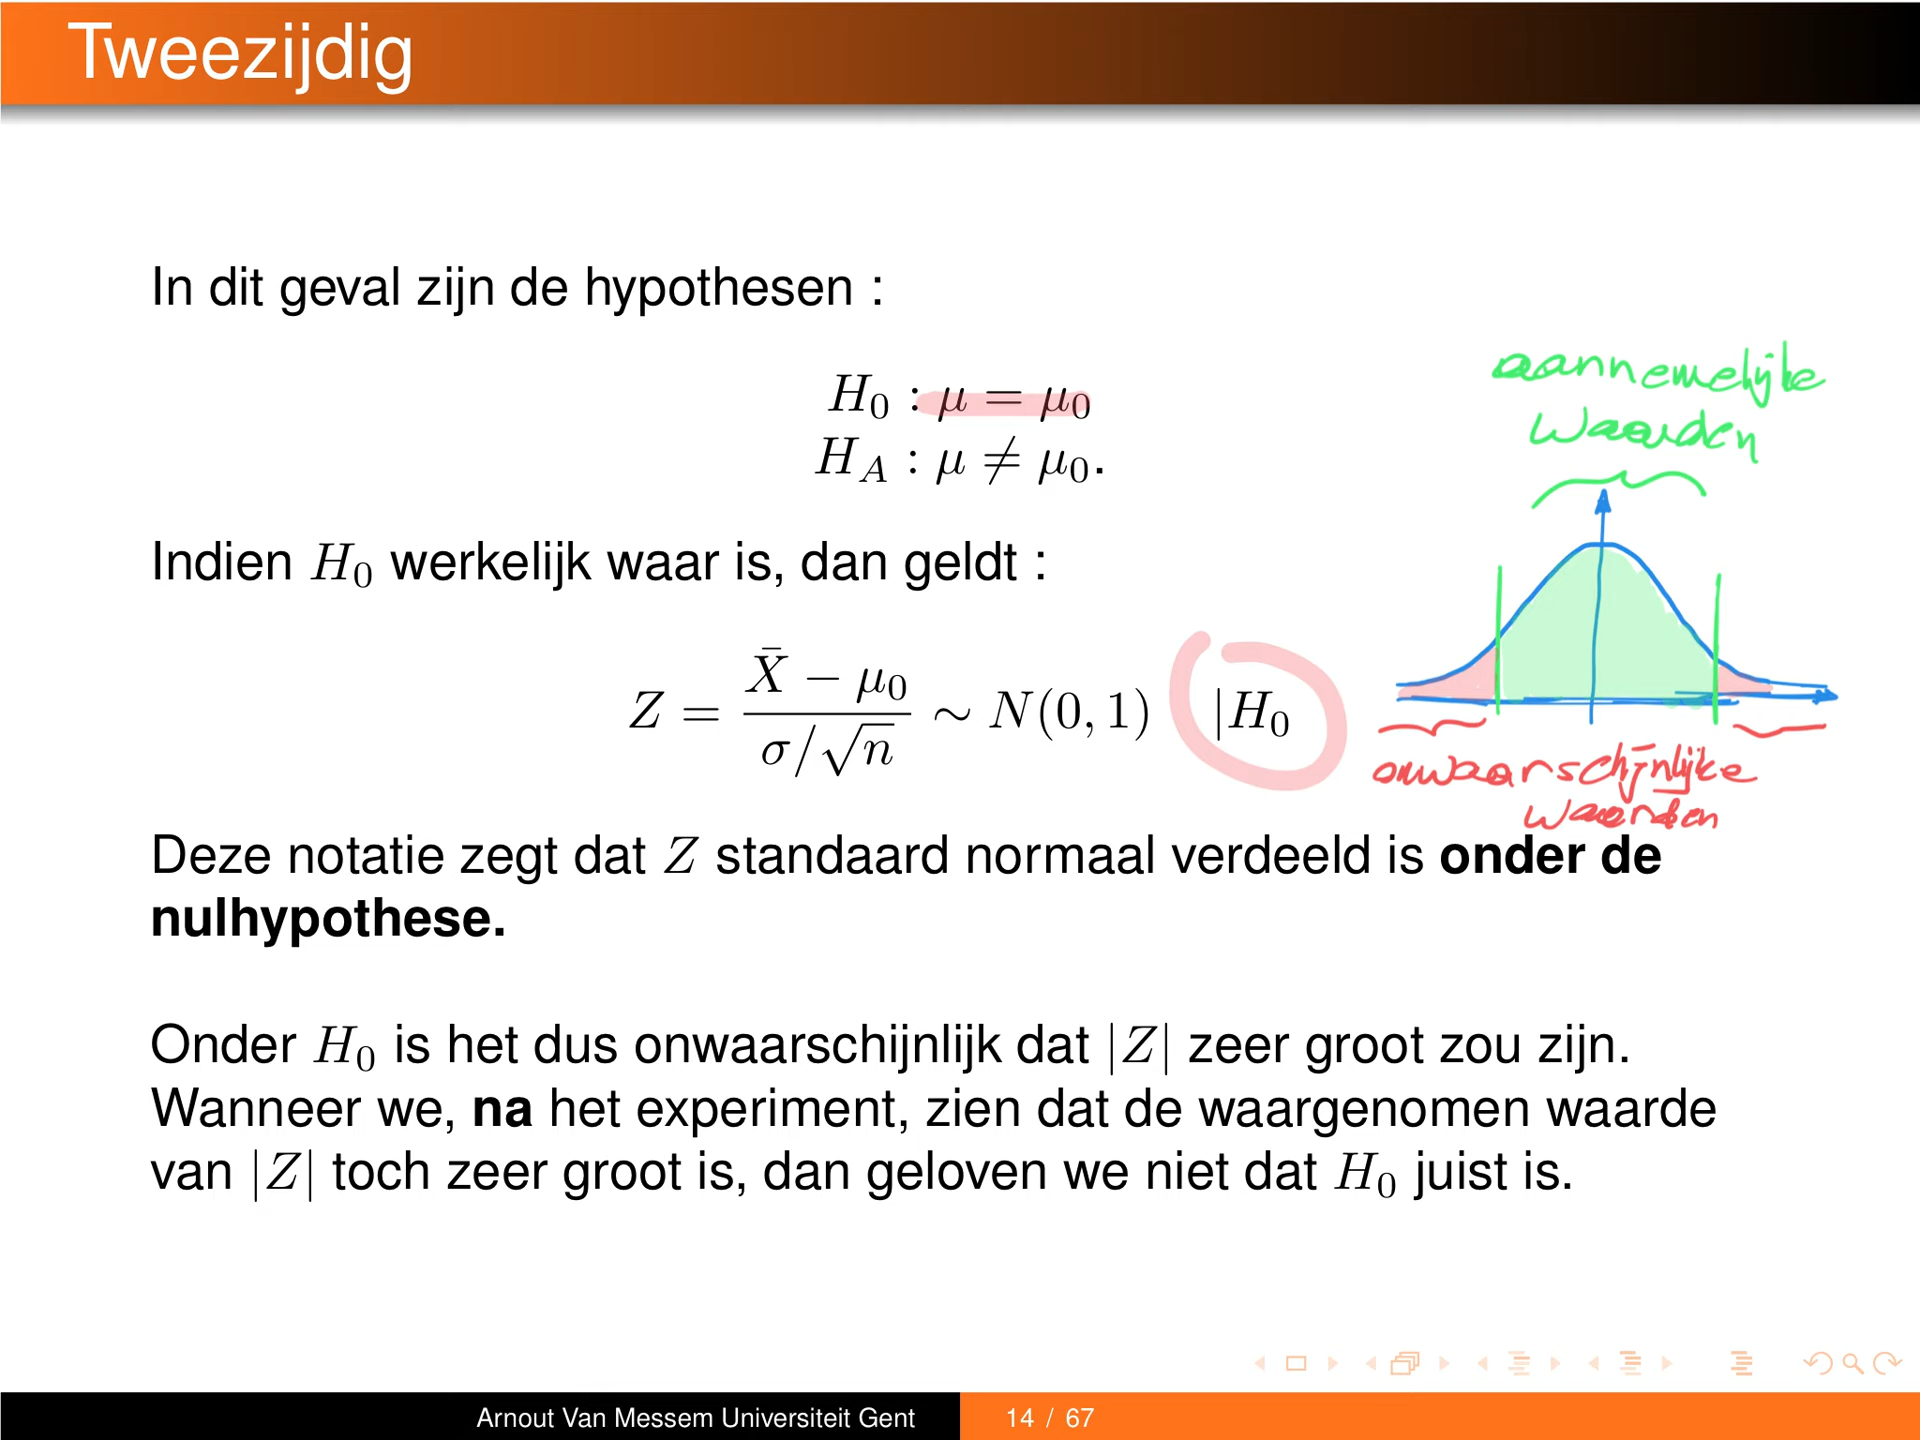 Tweezijdig
In dit geval zijn de hypothesen :
H₀ : μ = μ₀
H_A : μ ≠ μ₀.
aannemelijke
waarden
Indien H₀ werkelijk waar is, dan geldt :
Z = (X̄ − μ₀) / (σ/√n) ∼ N(0, 1) |H₀
onwaarschijnlijke
waarden
Deze notatie zegt dat Z standaard normaal verdeeld is onder de
nulhypothese.
Onder H₀ is het dus onwaarschijnlijk dat |Z| zeer groot zou zijn.
Wanneer we, na het experiment, zien dat de waargenomen waarde
van |Z| toch zeer groot is, dan geloven we niet dat H₀ juist is.
Arnout Van Messem Universiteit Gent 14 / 67